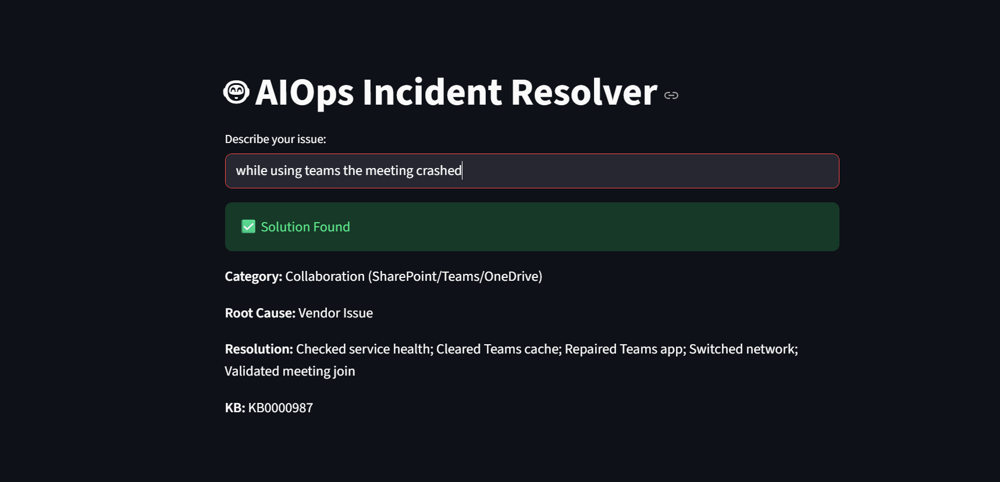 AIOps Incident Resolver
Describe your issue:
while using teams the meeting crashed
Solution Found
Category: Collaboration (SharePoint/Teams/OneDrive)
Root Cause: Vendor Issue
Resolution: Checked service health; Cleared Teams cache; Repaired Teams app; Switched network;
Validated meeting join
KB: KB0000987